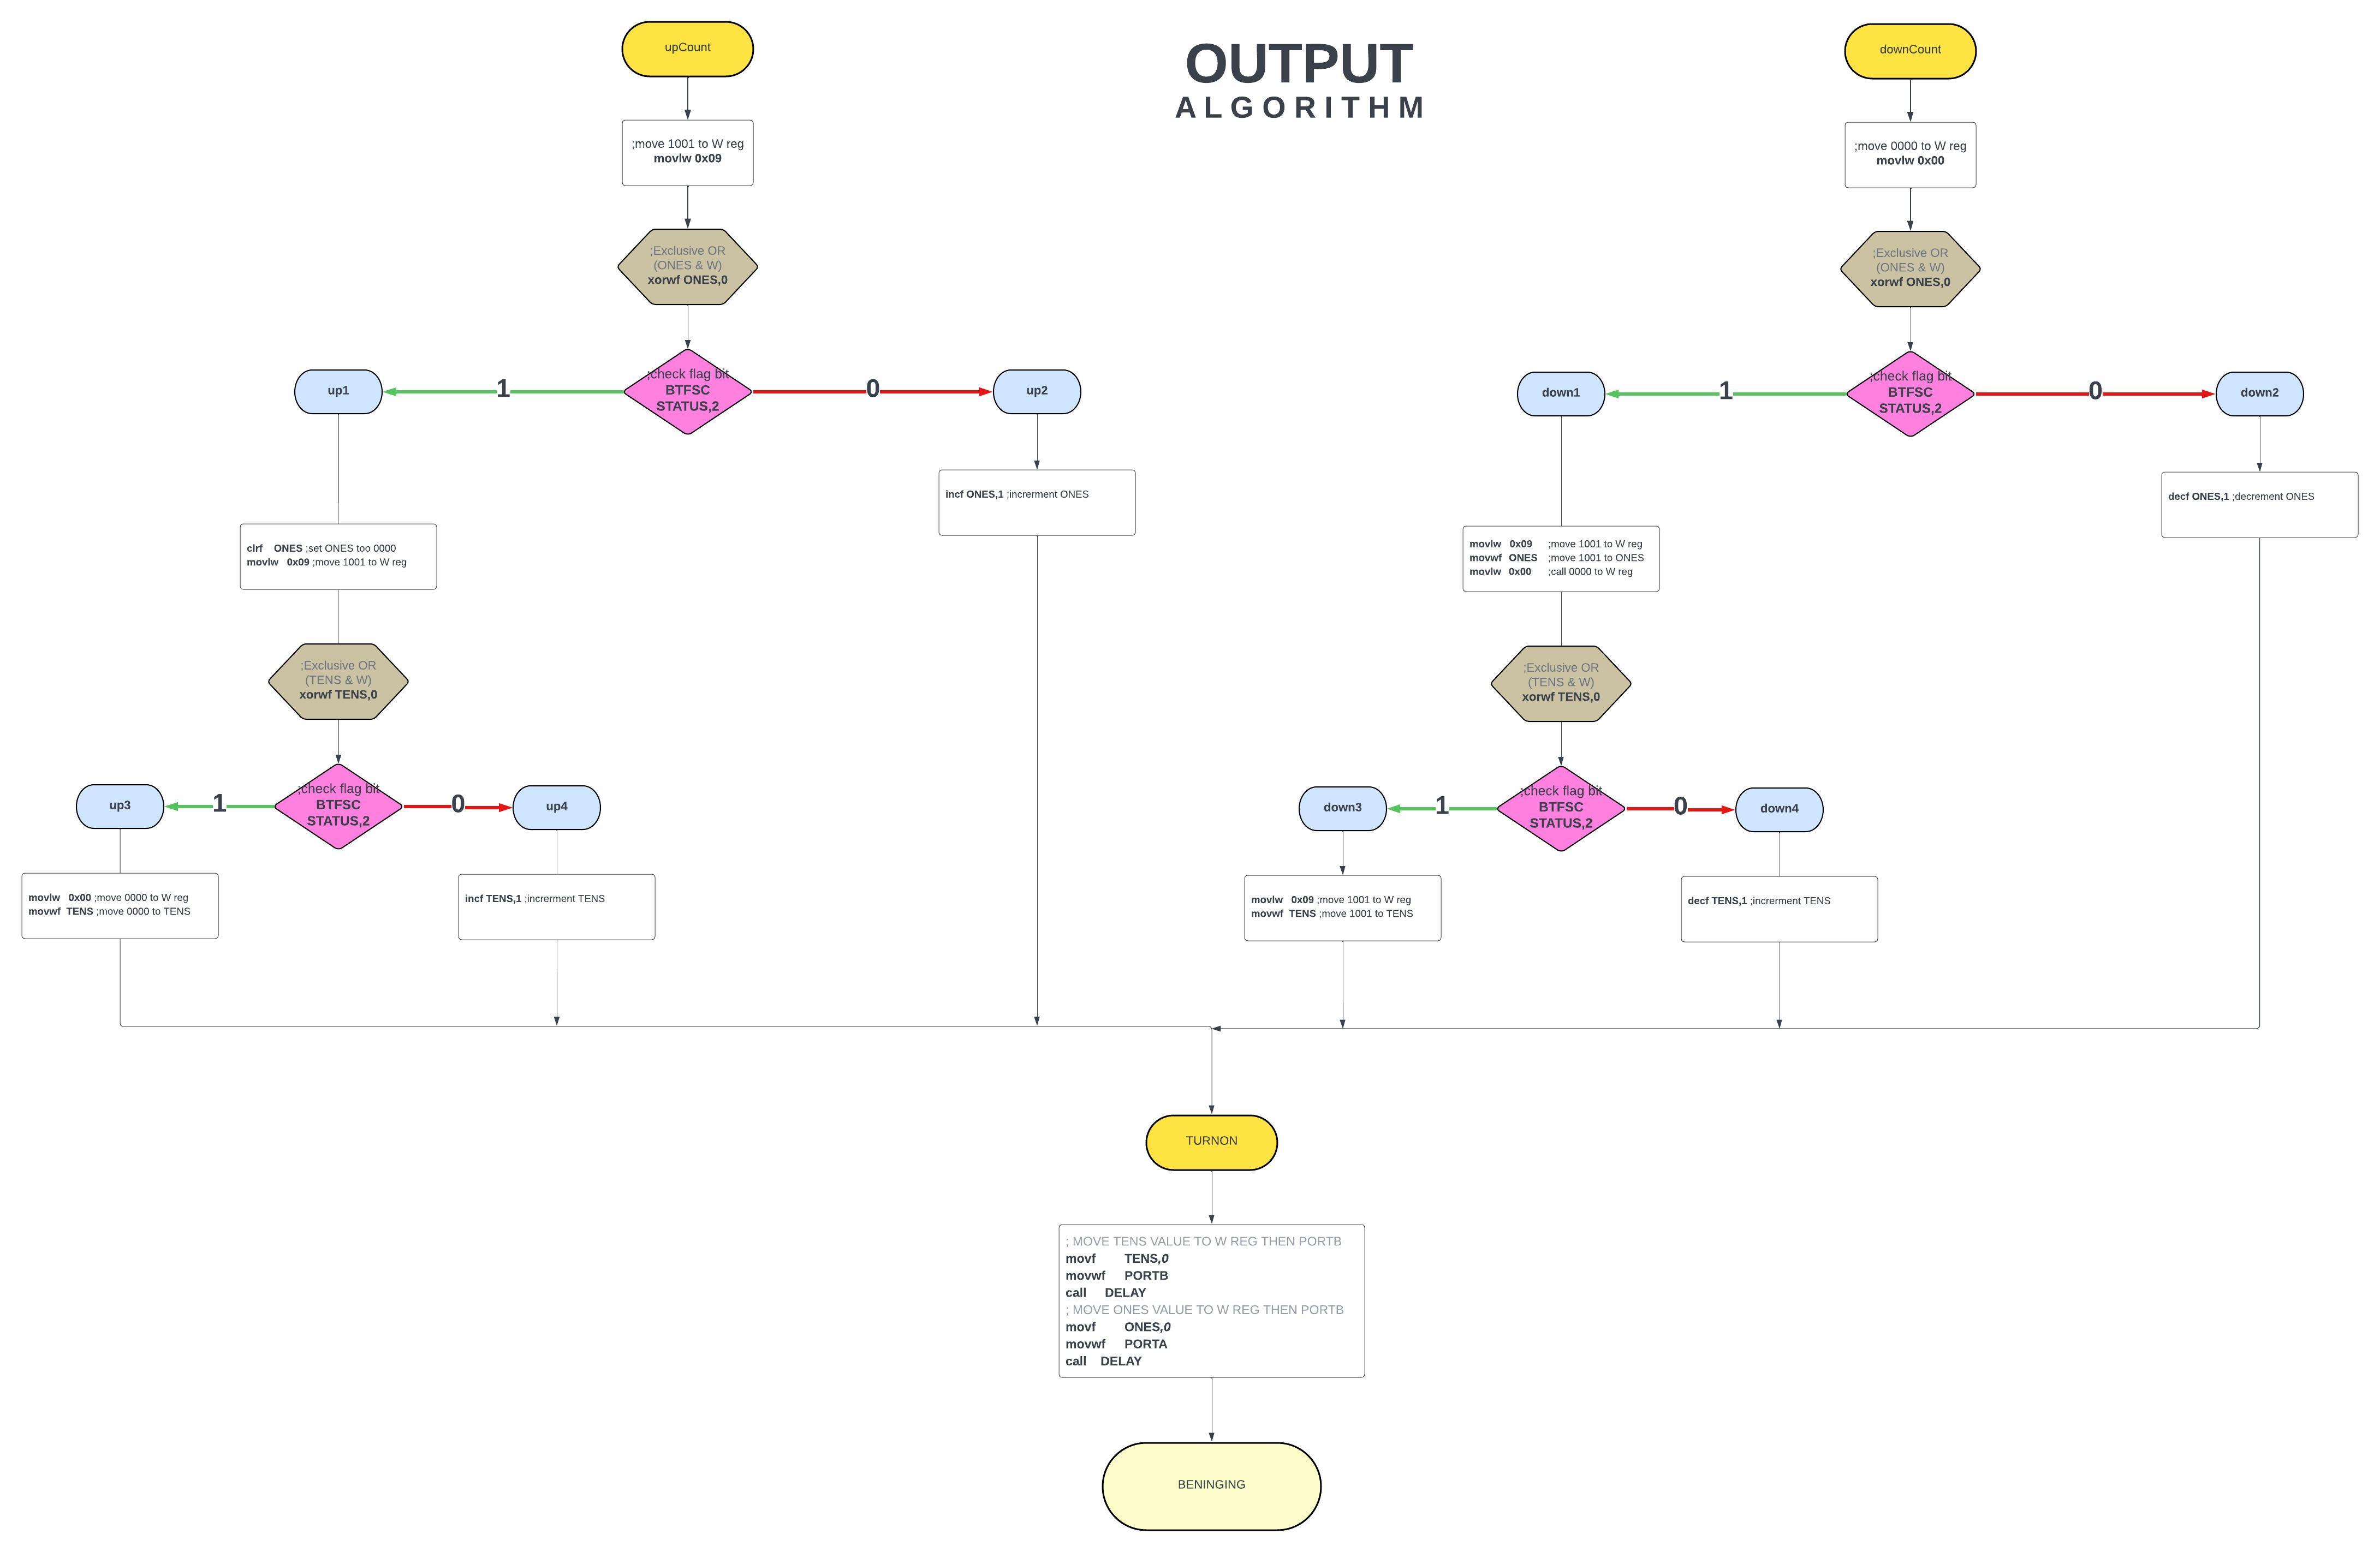 OUTPUT
ALGORITHM
upCount
;move 1001 to W reg
movlw 0x09
;Exclusive OR
(ONES & W)
xorwf ONES,0
;check flag bit
BTFSC
STATUS,2
1
0
up1
up2
incf ONES,1 ;increrment ONES
clrf ONES ;set ONES too 0000
movlw 0x09 ;move 1001 to W reg
;Exclusive OR
(TENS & W)
xorwf TENS,0
;check flag bit
BTFSC
STATUS,2
1
0
up3
up4
movlw 0x00 ;move 0000 to W reg
movwf TENS ;move 0000 to TENS
incf TENS,1 ;increrment TENS
downCount
;move 0000 to W reg
movlw 0x00
;Exclusive OR
(ONES & W)
xorwf ONES,0
;check flag bit
BTFSC
STATUS,2
1
0
down1
down2
decf ONES,1 ;decrement ONES
movlw 0x09 ;move 1001 to W reg
movwf ONES ;move 1001 to ONES
movlw 0x00 ;call 0000 to W reg
;Exclusive OR
(TENS & W)
xorwf TENS,0
;check flag bit
BTFSC
STATUS,2
1
0
down3
down4
movlw 0x09 ;move 1001 to W reg
movwf TENS ;move 1001 to TENS
decf TENS,1 ;increrment TENS
TURNON
; MOVE TENS VALUE TO W REG THEN PORTB
movf TENS,0
movwf PORTB
call DELAY
; MOVE ONES VALUE TO W REG THEN PORTB
movf ONES,0
movwf PORTA
call DELAY
BENINGING